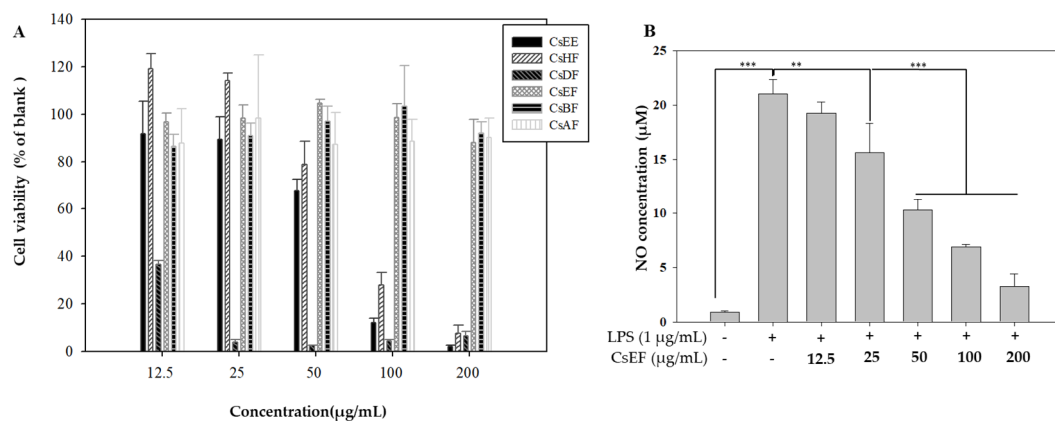 A
140
120
100
80
60
40
20
0
Cell viability (% of blank )
CsEE
CsHF
CsDF
CsEF
CsBF
CsAF
12.5 25 50 100 200
Concentration(μg/mL)
B
25
20
15
10
5
0
NO concentration (μM)
*** ** ***
LPS (1 μg/mL) - + + + + + +
CsEF (μg/mL) - - 12.5 25 50 100 200